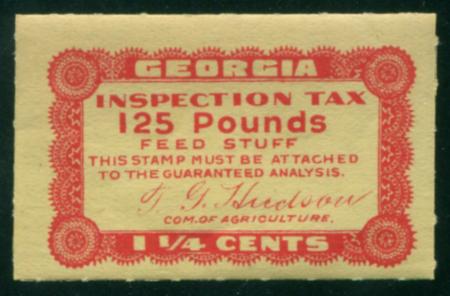 GEORGIA
INSPECTION TAX
125 Pounds
FEED STUFF
THIS STAMP MUST BE ATTACHED
TO THE GUARANTEED ANALYSIS.
T. G. Hudson
COM. OF AGRICULTURE.
1 1/4 CENTS